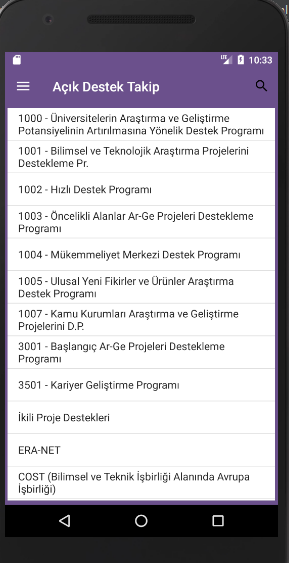 LTE 10:33
Açık Destek Takip
1000 - Üniversitelerin Araştırma ve Geliştirme
Potansiyelinin Artırılmasına Yönelik Destek Programı
1001 - Bilimsel ve Teknolojik Araştırma Projelerini
Destekleme Pr.
1002 - Hızlı Destek Programı
1003 - Öncelikli Alanlar Ar-Ge Projeleri Destekleme
Programı
1004 - Mükemmeliyet Merkezi Destek Programı
1005 - Ulusal Yeni Fikirler ve Ürünler Araştırma
Destek Programı
1007 - Kamu Kurumları Araştırma ve Geliştirme
Projelerini D.P.
3001 - Başlangıç Ar-Ge Projeleri Destekleme
Programı
3501 - Kariyer Geliştirme Programı
İkili Proje Destekleri
ERA-NET
COST (Bilimsel ve Teknik İşbirliği Alanında Avrupa
İşbirliği)